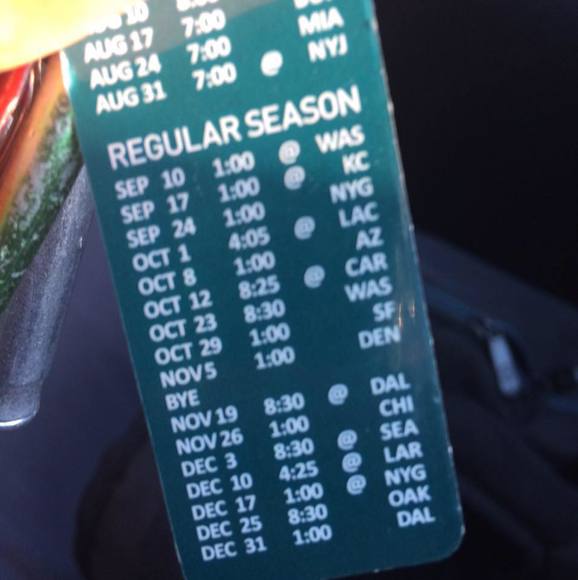 10
AUG 17 7:00
AUG 24 7:00 MIA
AUG 31 7:00 @ NYJ
REGULAR SEASON
SEP 10 1:00 @ WAS
SEP 17 1:00 @ KC
SEP 24 1:00 NYG
OCT 1 4:05 @ LAC
OCT 8 1:00 AZ
OCT 12 8:25 @ CAR
OCT 23 8:30 WAS
OCT 29 1:00 SF
NOV 5 1:00 DEN
BYE
NOV 19 8:30 @ DAL
NOV 26 1:00 CHI
DEC 3 8:30 @ SEA
DEC 10 4:25 @ LAR
DEC 17 1:00 @ NYG
DEC 25 8:30 OAK
DEC 31 1:00 DAL